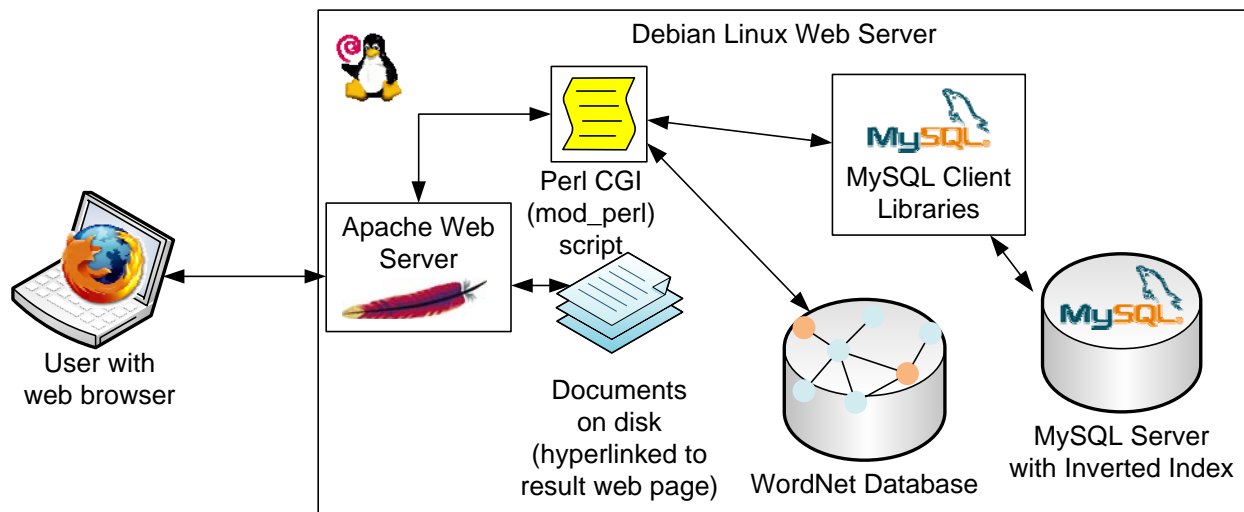 Debian Linux Web Server
MySQL
MySQL Client
Libraries
Perl CGI
(mod_perl)
script
Apache Web
Server
User with
web browser
Documents
on disk
(hyperlinked to
result web page)
WordNet Database
MySQL
MySQL Server
with Inverted Index